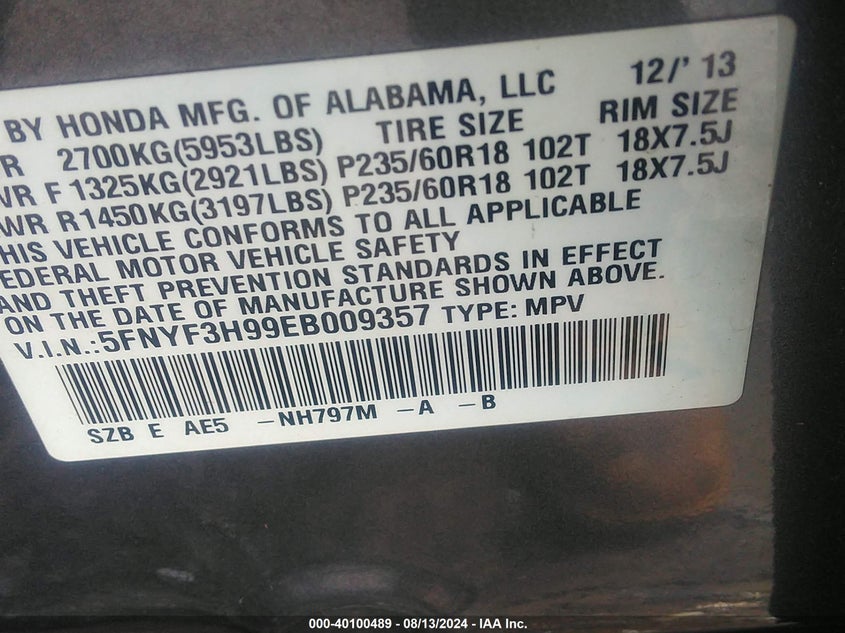 BY HONDA MFG. OF ALABAMA, LLC 12/' 13
R 2700KG(5953LBS) TIRE SIZE RIM SIZE
WR F 1325KG(2921LBS) P235/60R18 102T 18X7.5J
WR R1450KG(3197LBS) P235/60R18 102T 18X7.5J
HIS VEHICLE CONFORMS TO ALL APPLICABLE
EDERAL MOTOR VEHICLE SAFETY
AND THEFT PREVENTION STANDARDS IN EFFECT
ON THE DATE OF MANUFACTURE SHOWN ABOVE.
V.I.N.:5FNYF3H99EB009357 TYPE: MPV
SZB E AE5 -NH797M -A -B
000-40100489 - 08/13/2024 - IAA Inc.